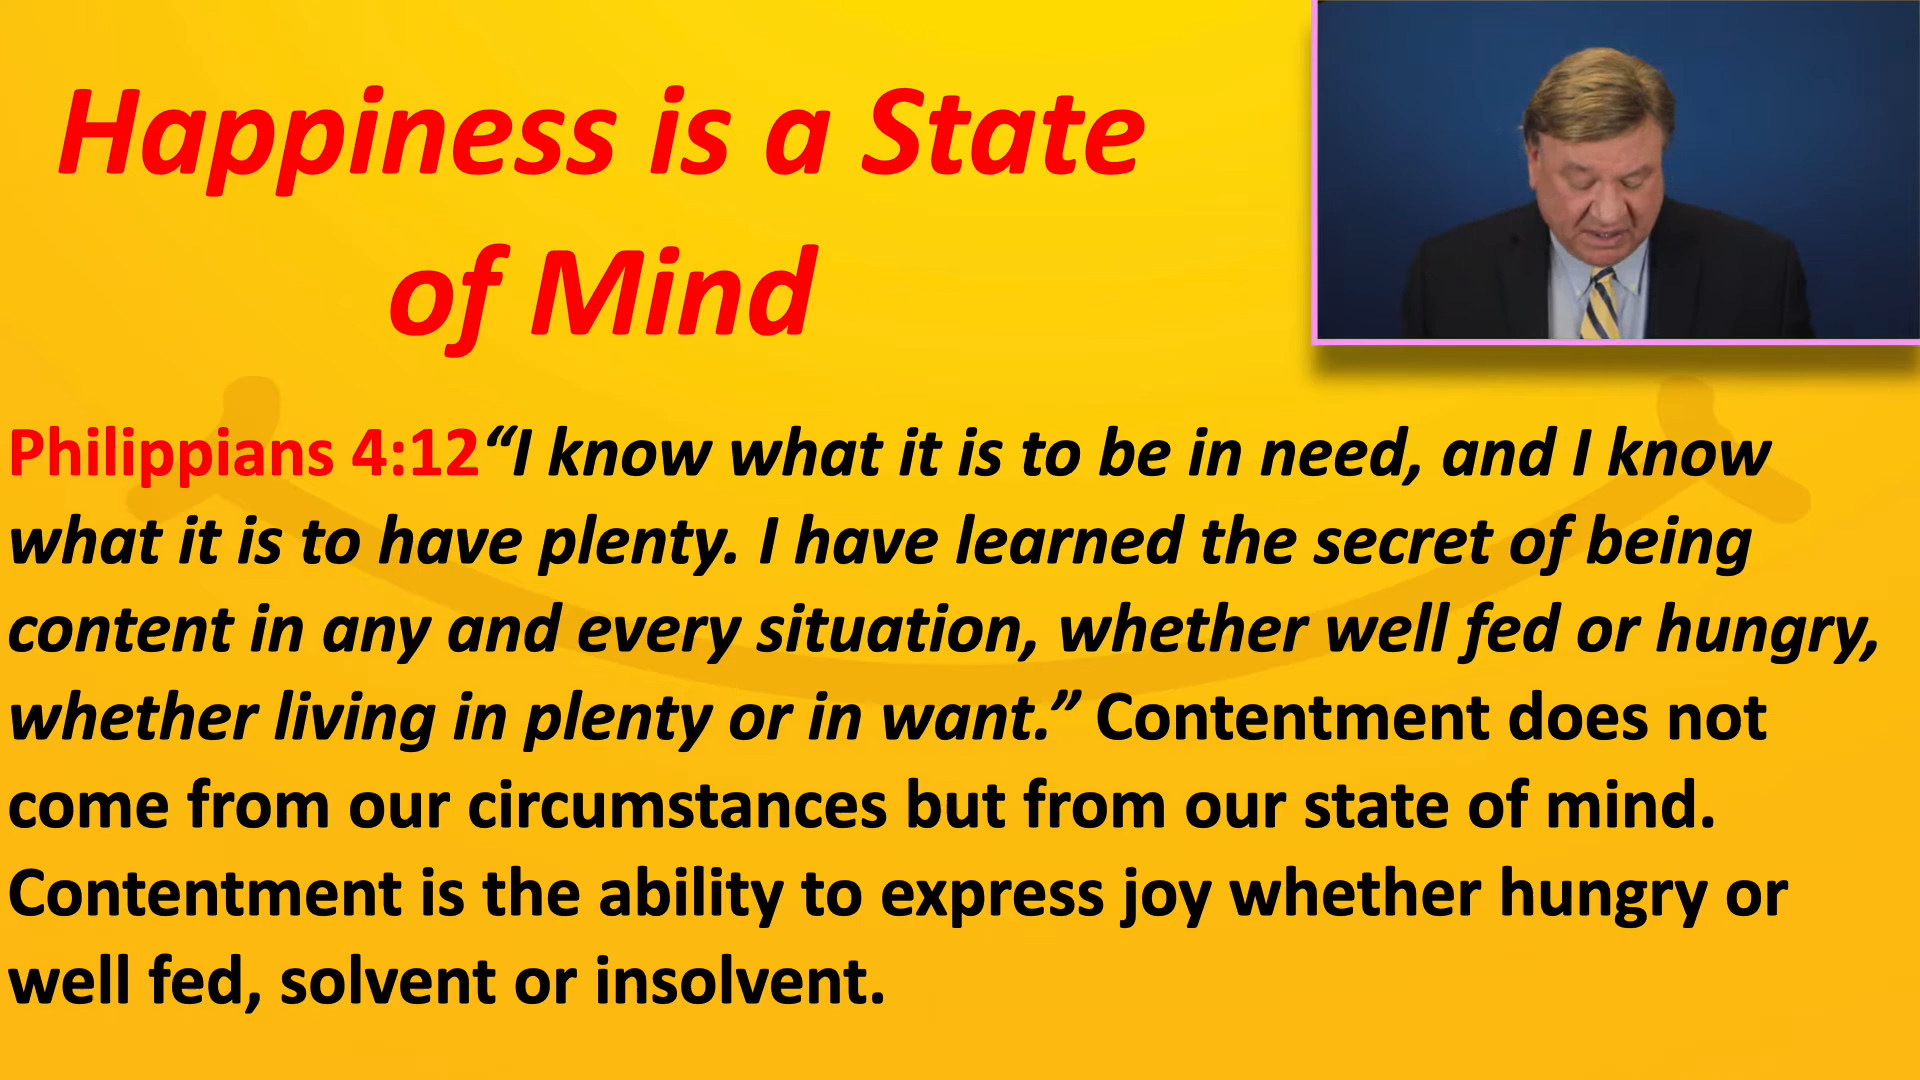 Happiness is a State
of Mind
Philippians 4:12“I know what it is to be in need, and I know
what it is to have plenty. I have learned the secret of being
content in any and every situation, whether well fed or hungry,
whether living in plenty or in want.” Contentment does not
come from our circumstances but from our state of mind.
Contentment is the ability to express joy whether hungry or
well fed, solvent or insolvent.